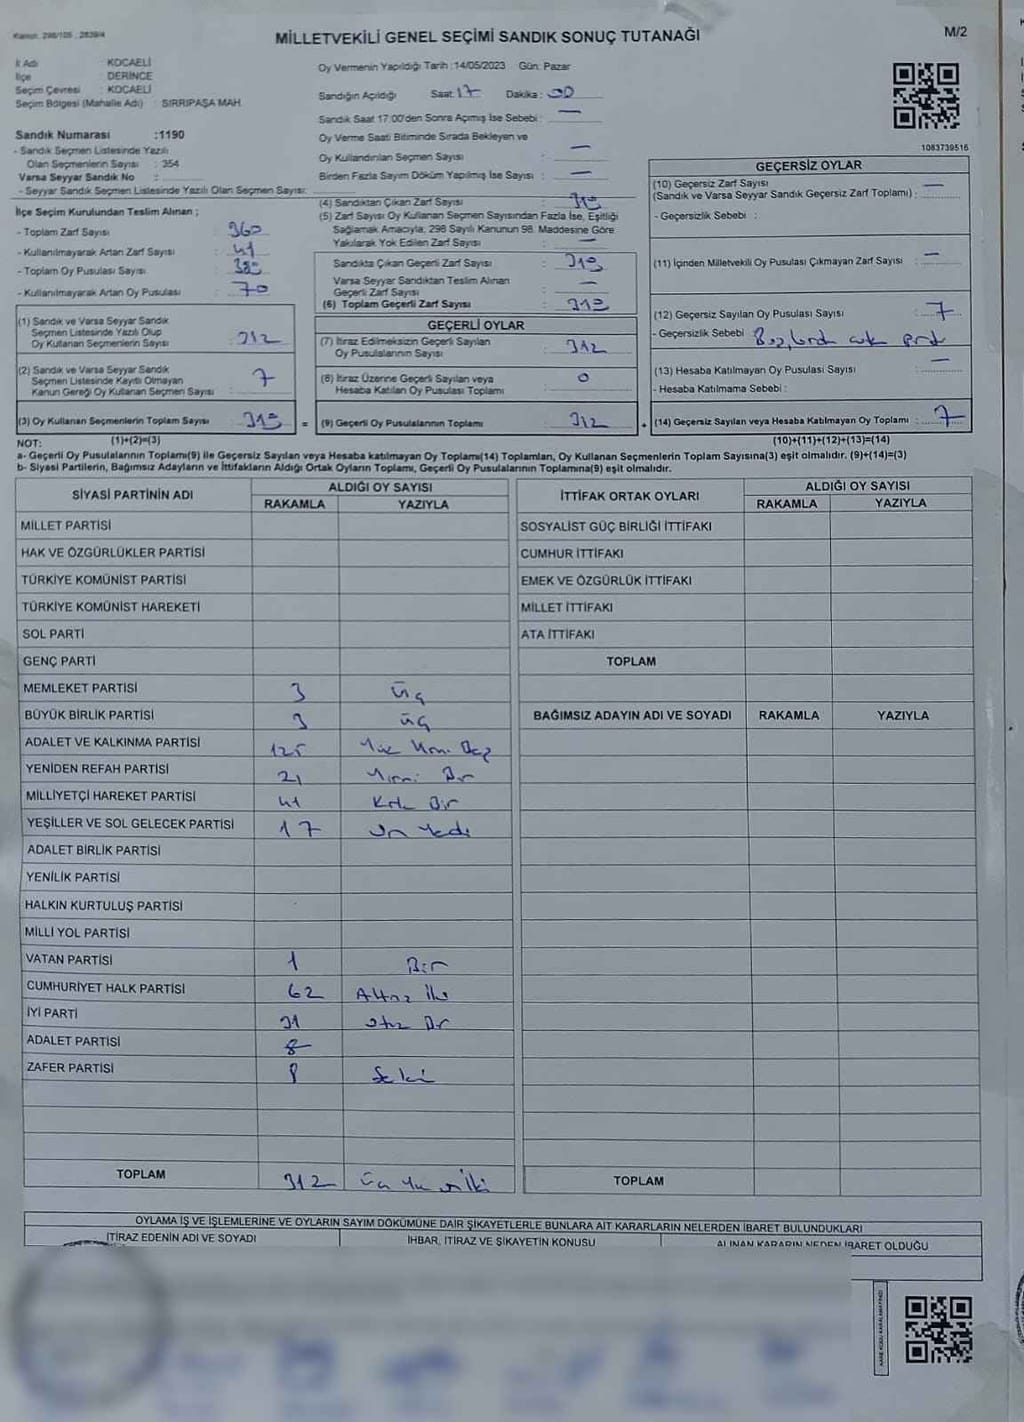 Kanun: 298/105 , 2839/4
MİLLETVEKİLİ GENEL SEÇİMİ SANDIK SONUÇ TUTANAĞI
M/2
İl Adı : KOCAELİ
İlçe : DERİNCE
Seçim Çevresi : KOCAELİ
Seçim Bölgesi (Mahalle Adı) : SIRRIPAŞA MAH.
Sandık Numarası :1190
- Sandık Seçmen Listesinde Yazılı
Olan Seçmenlerin Sayısı : 354
Varsa Seyyar Sandık No :
- Seyyar Sandık Seçmen Listesinde Yazılı Olan Seçmen Sayısı:
Oy Vermenin Yapıldığı Tarih :14/05/2023 Gün: Pazar
Sandığın Açıldığı Saat: 17 Dakika : 00
Sandık Saat 17:00'den Sonra Açımış İse Sebebi : —
Oy Verme Saati Bitiminde Sırada Bekleyen ve
Oy Kullandırılan Seçmen Sayısı : —
Birden Fazla Sayım Döküm Yapılmış İse Sayısı : —
1083739516
İlçe Seçim Kurulundan Teslim Alınan ;
- Toplam Zarf Sayısı : 360
- Kullanılmayarak Artan Zarf Sayısı : 41
- Toplam Oy Pusulası Sayısı :
- Kullanılmayarak Artan Oy Pusulası : 70
(1) Sandık ve Varsa Seyyar Sandık
Seçmen Listesinde Yazılı Olup
Oy Kullanan Seçmenlerin Sayısı : 312
(2) Sandık ve Varsa Seyyar Sandık
Seçmen Listesinde Kayıtlı Olmayan
Kanun Gereği Oy Kullanan Seçmen Sayısı : 7
(3) Oy Kullanan Seçmenlerin Toplam Sayısı : 319
(4) Sandıktan Çıkan Zarf Sayısı : 319
(5) Zarf Sayısı Oy Kullanan Seçmen Sayısından Fazla İse, Eşitliği
Sağlamak Amacıyla, 298 Sayılı Kanunun 98. Maddesine Göre
Yakılarak Yok Edilen Zarf Sayısı : —
Sandıkta Çıkan Geçerli Zarf Sayısı : 319
Varsa Seyyar Sandıktan Teslim Alınan
Geçerli Zarf Sayısı : —
(6) Toplam Geçerli Zarf Sayısı : 319
GEÇERLİ OYLAR
(7) İtiraz Edilmeksizin Geçerli Sayılan
Oy Pusulalarının Sayısı : 312
(8) İtiraz Üzerine Geçerli Sayılan veya
Hesaba Katılan Oy Pusulası Toplamı : 0
= (9) Geçerli Oy Pusulalarının Toplamı : 312
GEÇERSİZ OYLAR
(10) Geçersiz Zarf Sayısı
(Sandık ve Varsa Seyyar Sandık Geçersiz Zarf Toplamı) : —
- Geçersizlik Sebebi :
(11) İçinden Milletvekili Oy Pusulası Çıkmayan Zarf Sayısı : —
(12) Geçersiz Sayılan Oy Pusulası Sayısı : 7
- Geçersizlik Sebebi :
(13) Hesaba Katılmayan Oy Pusulası Sayısı : —
- Hesaba Katılmama Sebebi :
+ (14) Geçersiz Sayılan veya Hesaba Katılmayan Oy Toplamı : 7
NOT: (1)+(2)=(3) (10)+(11)+(12)+(13)=(14)
a- Geçerli Oy Pusulalarının Toplamı(9) ile Geçersiz Sayılan veya Hesaba katılmayan Oy Toplamı(14) Toplamları, Oy Kullanan Seçmenlerin Toplam Sayısına(3) eşit olmalıdır. (9)+(14)=(3)
b- Siyasi Partilerin, Bağımsız Adayların ve İttifakların Aldığı Ortak Oyların Toplamı, Geçerli Oy Pusulalarının Toplamına(9) eşit olmalıdır.
SİYASİ PARTİNİN ADI ALDIĞI OY SAYISI
RAKAMLA YAZIYLA
MİLLET PARTİSİ
HAK VE ÖZGÜRLÜKLER PARTİSİ
TÜRKİYE KOMÜNİST PARTİSİ
TÜRKİYE KOMÜNİST HAREKETİ
SOL PARTİ
GENÇ PARTİ
MEMLEKET PARTİSİ 3 üç
BÜYÜK BİRLİK PARTİSİ 3 üç
ADALET VE KALKINMA PARTİSİ 125 Yüz Yirmi Beş
YENİDEN REFAH PARTİSİ 21 Yirmi Bir
MİLLİYETÇİ HAREKET PARTİSİ 41 Kırk Bir
YEŞİLLER VE SOL GELECEK PARTİSİ 17 On Yedi
ADALET BİRLİK PARTİSİ
YENİLİK PARTİSİ
HALKIN KURTULUŞ PARTİSİ
MİLLİ YOL PARTİSİ
VATAN PARTİSİ 1 Bir
CUMHURİYET HALK PARTİSİ 62 Altmış İki
İYİ PARTİ 31 Otuz Bir
ADALET PARTİSİ 8
ZAFER PARTİSİ 8 Sekiz
TOPLAM 312 Üç Yüz On İki
İTTİFAK ORTAK OYLARI ALDIĞI OY SAYISI
RAKAMLA YAZIYLA
SOSYALİST GÜÇ BİRLİĞİ İTTİFAKI
CUMHUR İTTİFAKI
EMEK VE ÖZGÜRLÜK İTTİFAKI
MİLLET İTTİFAKI
ATA İTTİFAKI
TOPLAM
BAĞIMSIZ ADAYIN ADI VE SOYADI RAKAMLA YAZIYLA
TOPLAM
OYLAMA İŞ VE İŞLEMLERİNE VE OYLARIN SAYIM DÖKÜMÜNE DAİR ŞİKAYETLERLE BUNLARA AİT KARARLARIN NELERDEN İBARET BULUNDUKLARI
İTİRAZ EDENİN ADI VE SOYADI İHBAR, İTİRAZ VE ŞİKAYETİN KONUSU ALINAN KARARIN NEDEN İBARET OLDUĞU